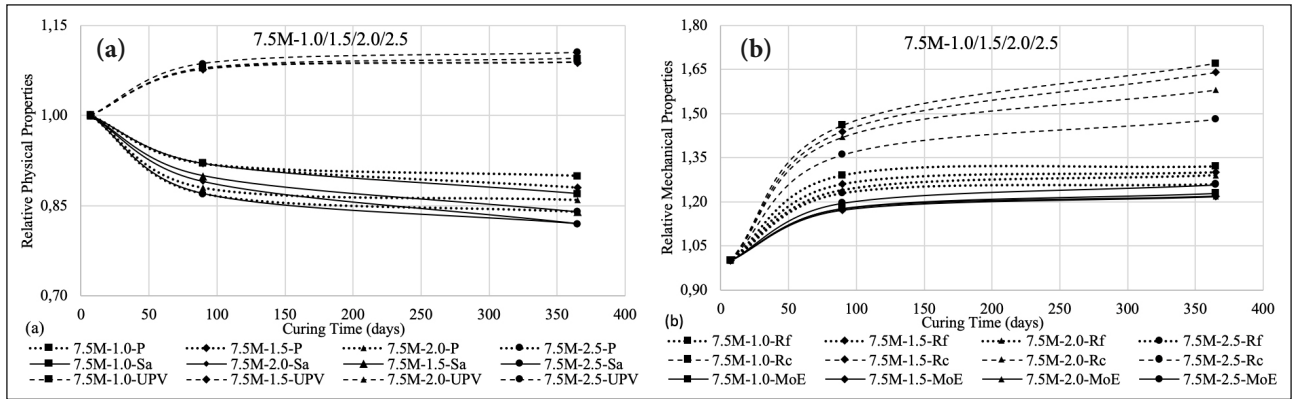 (a)
7.5M-1.0/1.5/2.0/2.5
Relative Physical Properties
1,15
1,00
0,85
0,70
0 50 100 150 200 250 300 350 400
Curing Time (days)
(a)
7.5M-1.0-P 7.5M-1.5-P 7.5M-2.0-P 7.5M-2.5-P
7.5M-1.0-Sa 7.5M-2.0-Sa 7.5M-1.5-Sa 7.5M-2.5-Sa
7.5M-1.0-UPV 7.5M-1.5-UPV 7.5M-2.0-UPV 7.5M-2.5-UPV
(b)
7.5M-1.0/1.5/2.0/2.5
Relative Mechanical Properties
1,80
1,65
1,50
1,35
1,20
1,05
0,90
0 50 100 150 200 250 300 350 400
Curing Time (days)
(b)
7.5M-1.0-Rf 7.5M-1.5-Rf 7.5M-2.0-Rf 7.5M-2.5-Rf
7.5M-1.0-Rc 7.5M-1.5-Rc 7.5M-2.0-Rc 7.5M-2.5-Rc
7.5M-1.0-MoE 7.5M-1.5-MoE 7.5M-2.0-MoE 7.5M-2.5-MoE